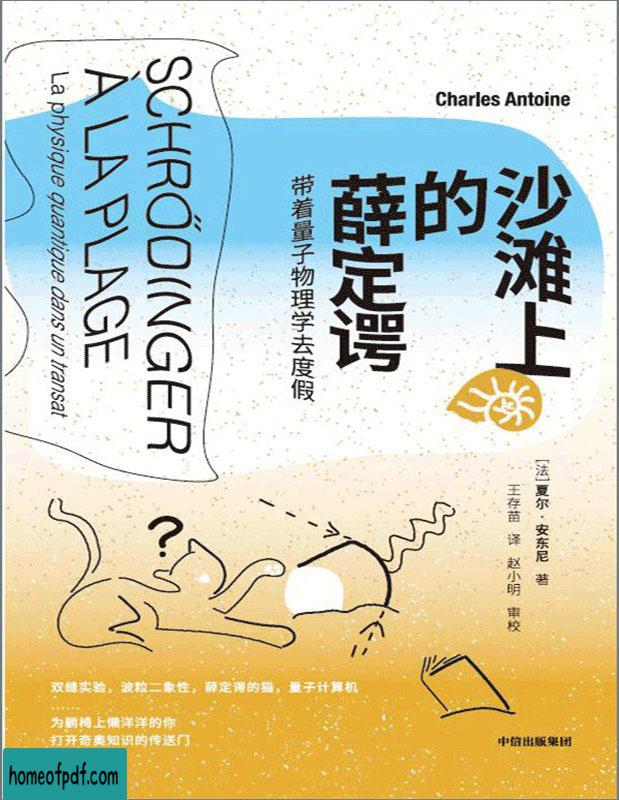 Charles Antoine
沙滩上
的
薛定谔
带着量子物理学去度假
SCHRŐDINGER
À LA PLAGE
La physique quantique dans un transat
[法]夏尔·安东尼 著
王存苗 译 赵小明 审校
?
双缝实验，波粒二象性，薛定谔的猫，量子计算机
……
为躺椅上懒洋洋的你
打开奇奥知识的传送门
中信出版集团
homeofpdf.com